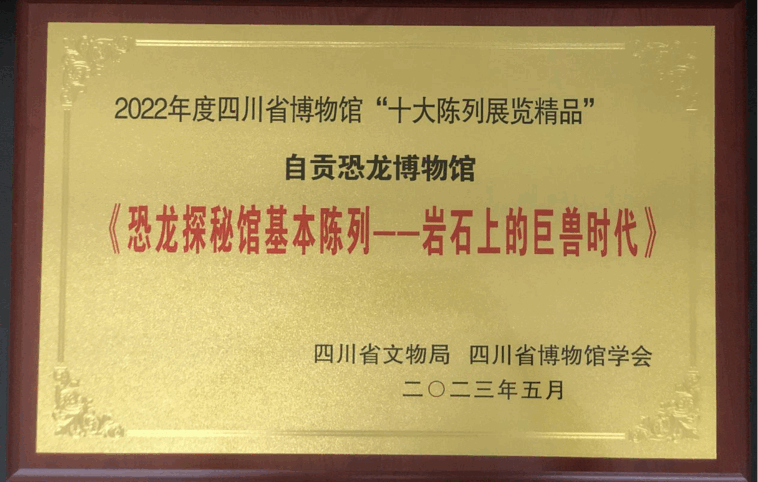 2022年度四川省博物馆“十大陈列展览精品”
自贡恐龙博物馆
《恐龙探秘馆基本陈列——岩石上的巨兽时代》
四川省文物局 四川省博物馆学会
二〇二三年五月